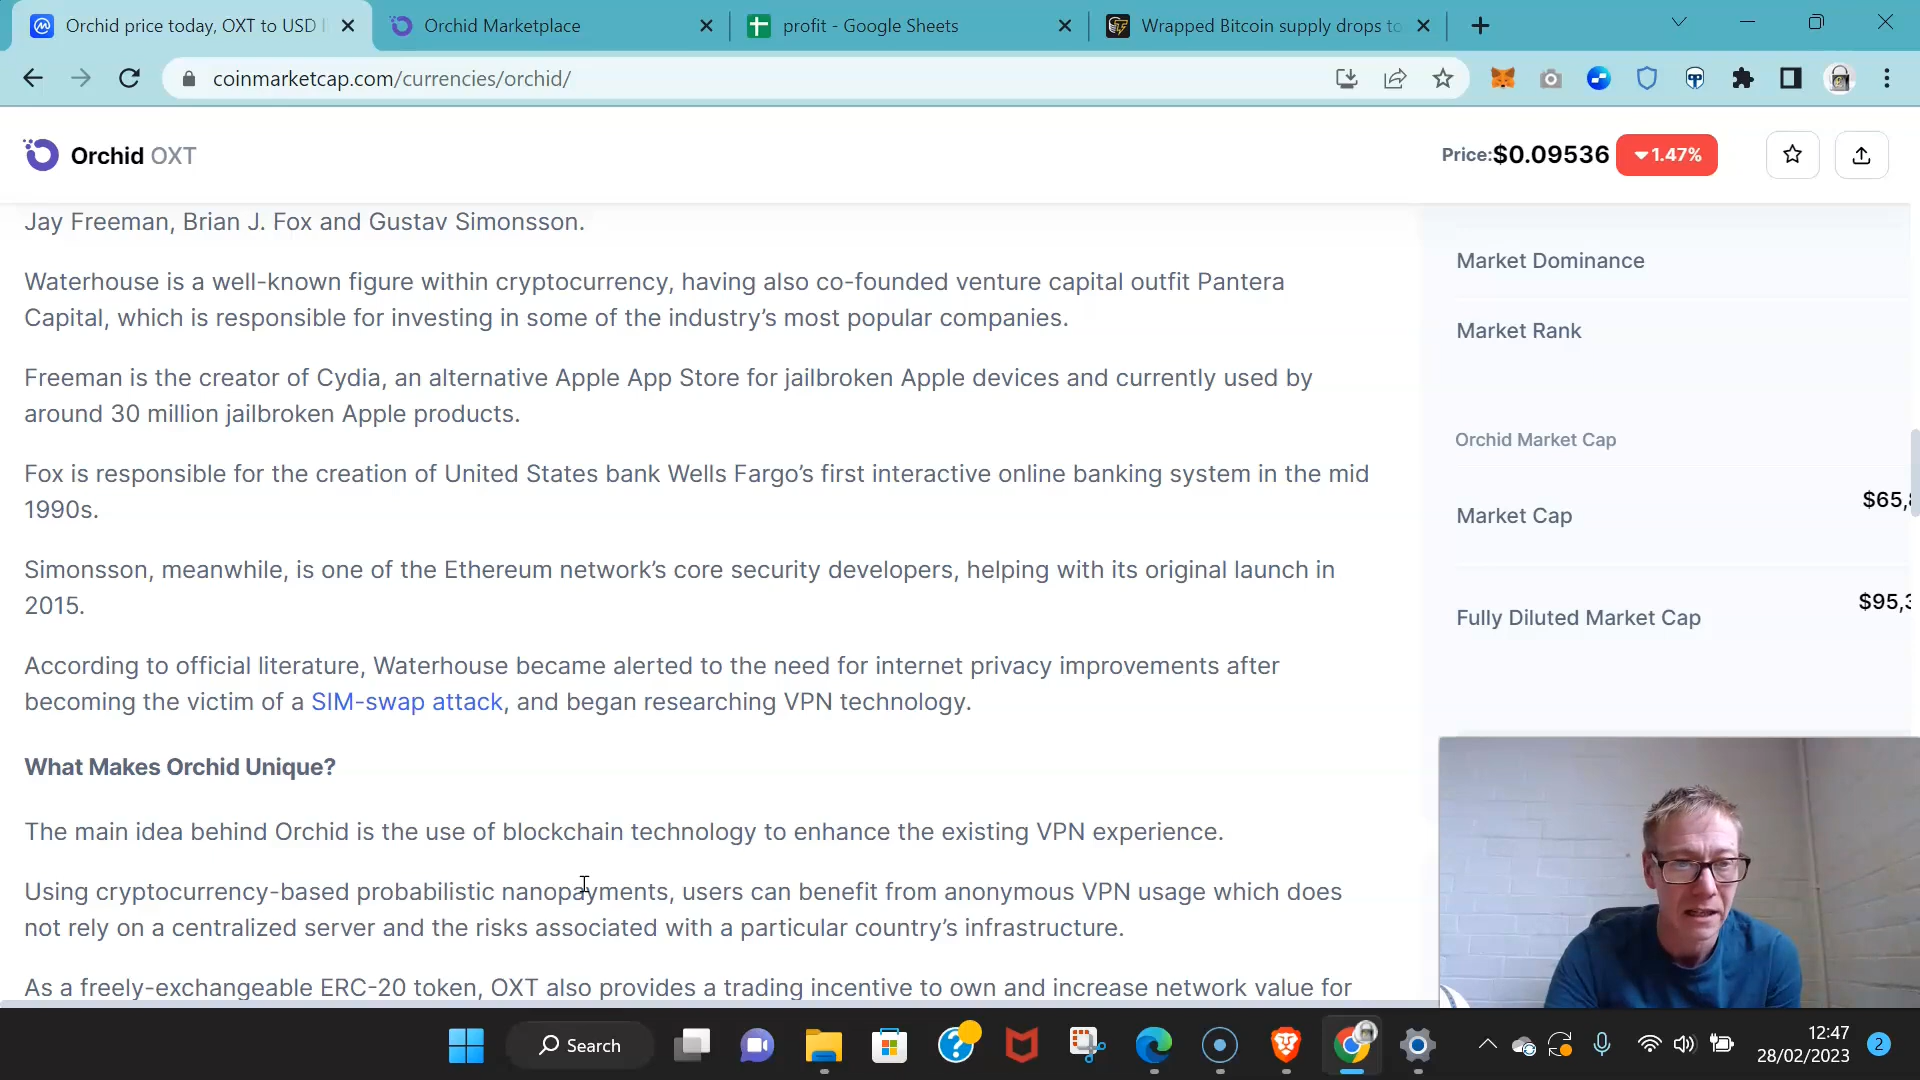 Orchid price today, OXT to USD l
Orchid Marketplace
profit - Google Sheets
Wrapped Bitcoin supply drops to
coinmarketcap.com/currencies/orchid/
Orchid OXT
Price:$0.09536
1.47%
Jay Freeman, Brian J. Fox and Gustav Simonsson.
Waterhouse is a well-known figure within cryptocurrency, having also co-founded venture capital outfit Pantera
Capital, which is responsible for investing in some of the industry’s most popular companies.
Freeman is the creator of Cydia, an alternative Apple App Store for jailbroken Apple devices and currently used by
around 30 million jailbroken Apple products.
Fox is responsible for the creation of United States bank Wells Fargo’s first interactive online banking system in the mid
1990s.
Simonsson, meanwhile, is one of the Ethereum network’s core security developers, helping with its original launch in
2015.
According to official literature, Waterhouse became alerted to the need for internet privacy improvements after
becoming the victim of a SIM-swap attack, and began researching VPN technology.
What Makes Orchid Unique?
The main idea behind Orchid is the use of blockchain technology to enhance the existing VPN experience.
Using cryptocurrency-based probabilistic nanopayments, users can benefit from anonymous VPN usage which does
not rely on a centralized server and the risks associated with a particular country’s infrastructure.
As a freely-exchangeable ERC-20 token, OXT also provides a trading incentive to own and increase network value for
Market Dominance
Market Rank
Orchid Market Cap
Market Cap
$65,8
Fully Diluted Market Cap
$95,3
Search
12:47
28/02/2023
2